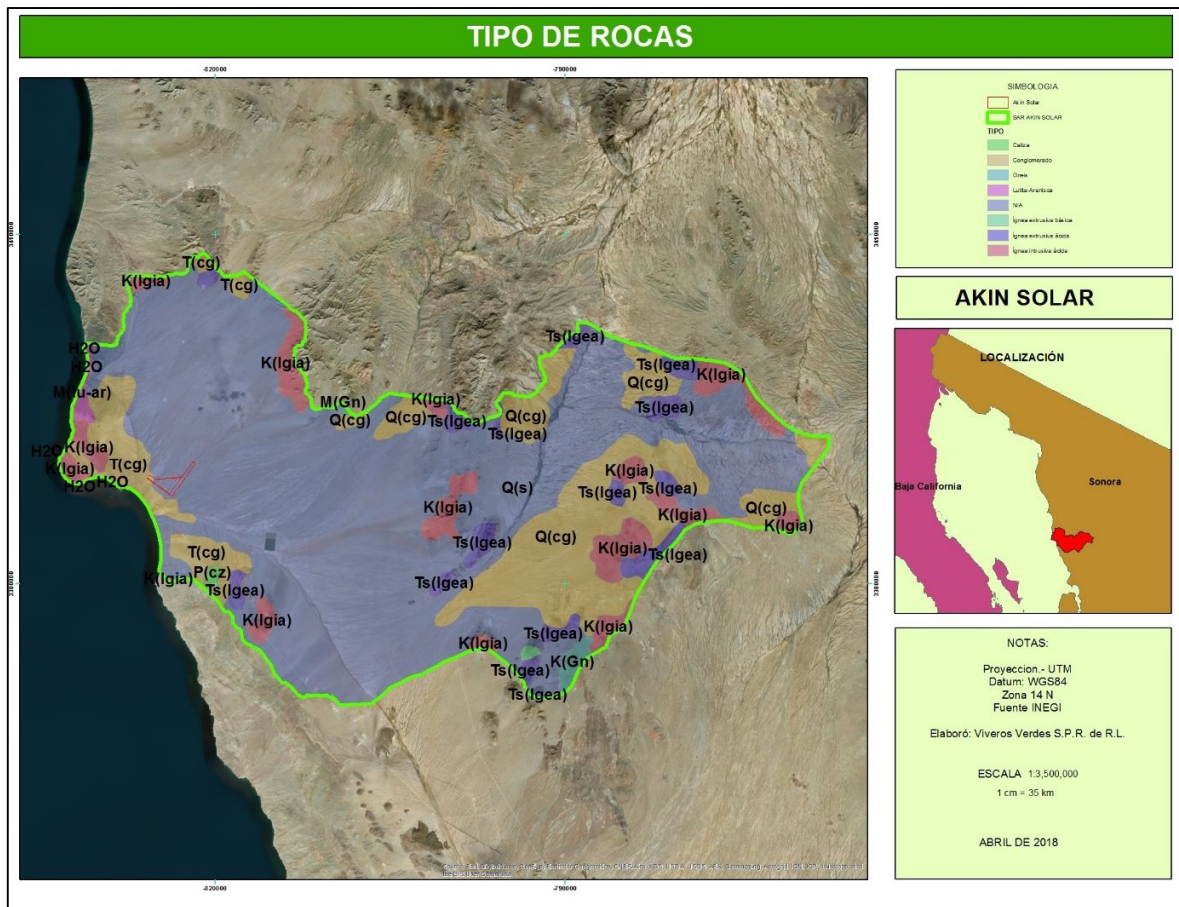 TIPO DE ROCAS
-820000
-790000
3410000
3410000
3380000
3380000
-820000
-790000
T(cg)
K(Igia)
T(cg)
H2O
H2O
K(Igia)
Ts(Igea)
Ts(Igea)
K(Igia)
Q(cg)
M(lu-ar)
M(Gn)
K(Igia)
Q(cg)
Q(cg)
Ts(Igea)
Q(cg)
Ts(Igea)
Ts(Igea)
H2O
K(Igia)
K(Igia)
T(cg)
H2O
H2O
K(Igia)
Q(s)
Ts(Igea)
Ts(Igea)
K(Igia)
K(Igia)
Q(cg)
K(Igia)
Ts(Igea)
Q(cg)
K(Igia)
Ts(Igea)
T(cg)
P(cz)
K(Igia)
Ts(Igea)
Ts(Igea)
K(Igia)
K(Igia)
Ts(Igea)
K(Igia)
Ts(Igea)
K(Gn)
Ts(Igea)
SIMBOLOGIA
Akin Solar
SAR AKIN SOLAR
TIPO
Caliza
Conglomerado
Gneis
Lutita-Arenisca
N/A
Ígnea extrusiva básica
Ígnea extrusiva ácida
Ígnea intrusiva ácida
AKIN SOLAR
LOCALIZACIÓN
Baja California
Sonora
NOTAS:
Proyeccion.- UTM
Datum: WGS84
Zona 14 N
Fuente INEGI
Elaboró: Viveros Verdes S.P.R. de R.L.
ESCALA 1:3,500,000
1 cm = 35 km
ABRIL DE 2018